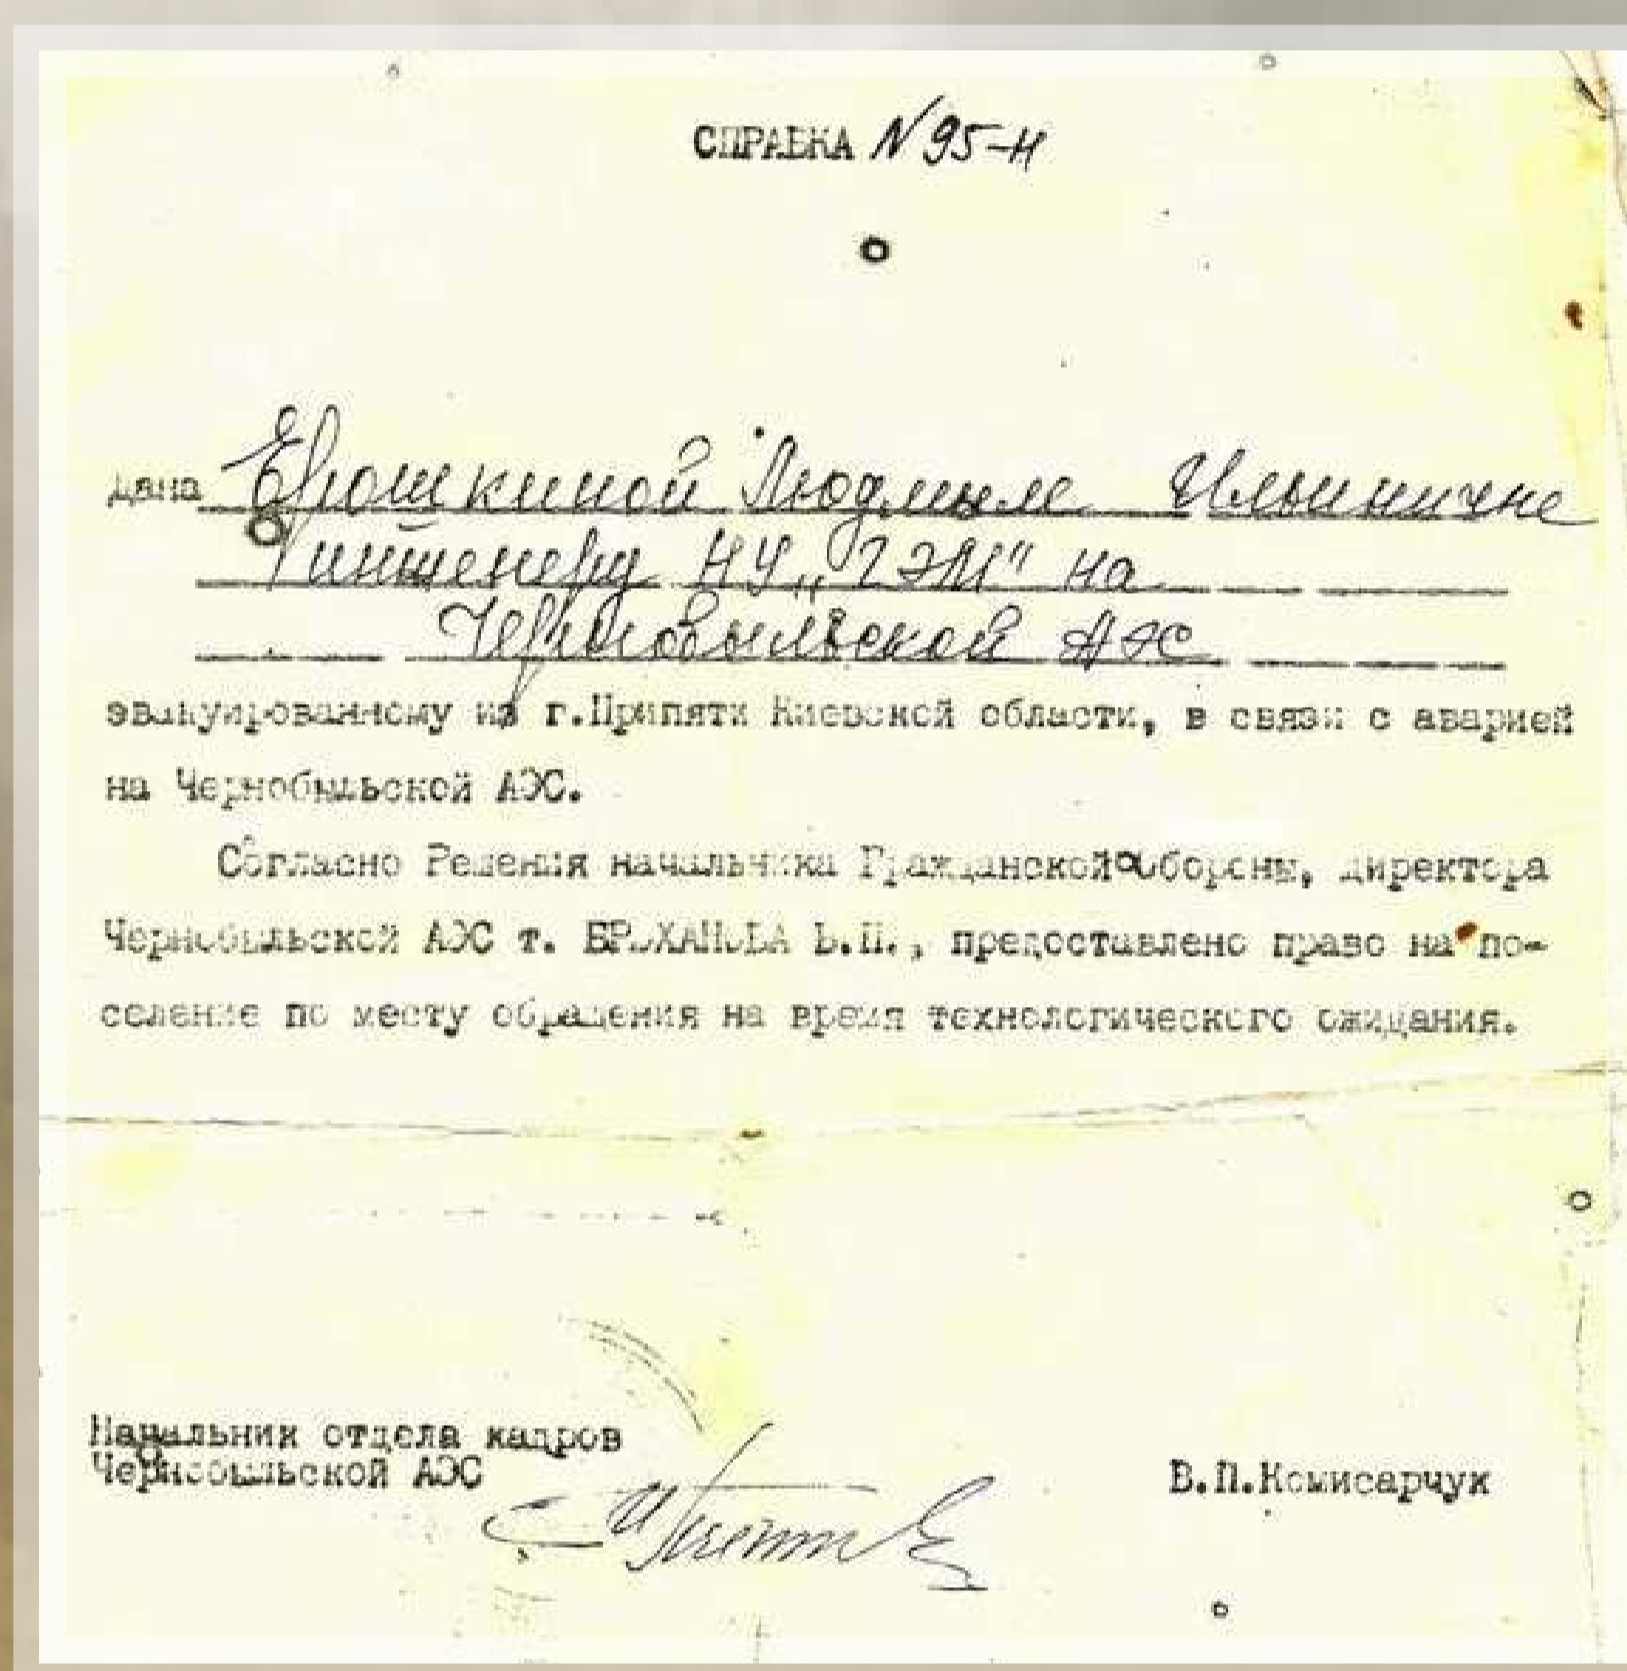 СПРАВКА N 95-н
дана Ерошкиной Людмиле Ильиничне
инженеру НУ "ГЭМ" на
Чернобыльской АЭС
эвакуированному из г.Припяти Киевской области, в связи с аварией
на Чернобыльской АЭС.
Согласно Решения начальника Гражданской обороны, директора
Чернобыльской АЭС т. БРЮХАНОВА В.П., предоставлено право на по-
селение по месту обращения на время технологического ожидания.
Начальник отдела кадров
Чернобыльской АЭС
В.П.Комисарчук